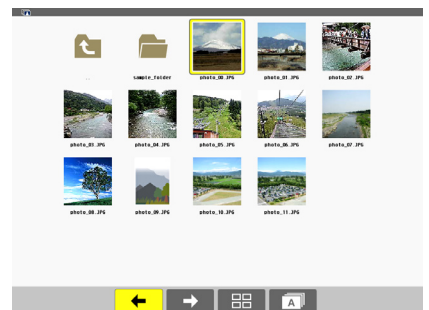 .. sample_folder photo_00.JPG photo_01.JPG photo_02.JPG
photo_03.JPG photo_04.JPG photo_05.JPG photo_06.JPG photo_07.JPG
photo_08.JPG photo_09.JPG photo_10.JPG photo_11.JPG
A